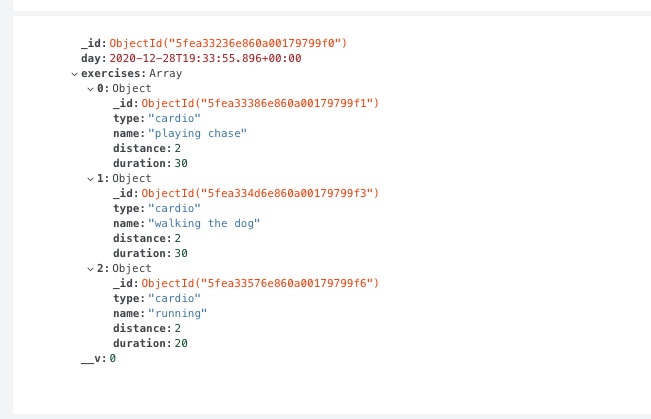 _id: ObjectId("5fea33236e860a00179799f0")
day: 2020-12-28T19:33:55.896+00:00
exercises: Array
0: Object
_id: ObjectId("5fea33386e860a00179799f1")
type: "cardio"
name: "playing chase"
distance: 2
duration: 30
1: Object
_id: ObjectId("5fea334d6e860a00179799f3")
type: "cardio"
name: "walking the dog"
distance: 2
duration: 30
2: Object
_id: ObjectId("5fea33576e860a00179799f6")
type: "cardio"
name: "running"
distance: 2
duration: 20
__v: 0